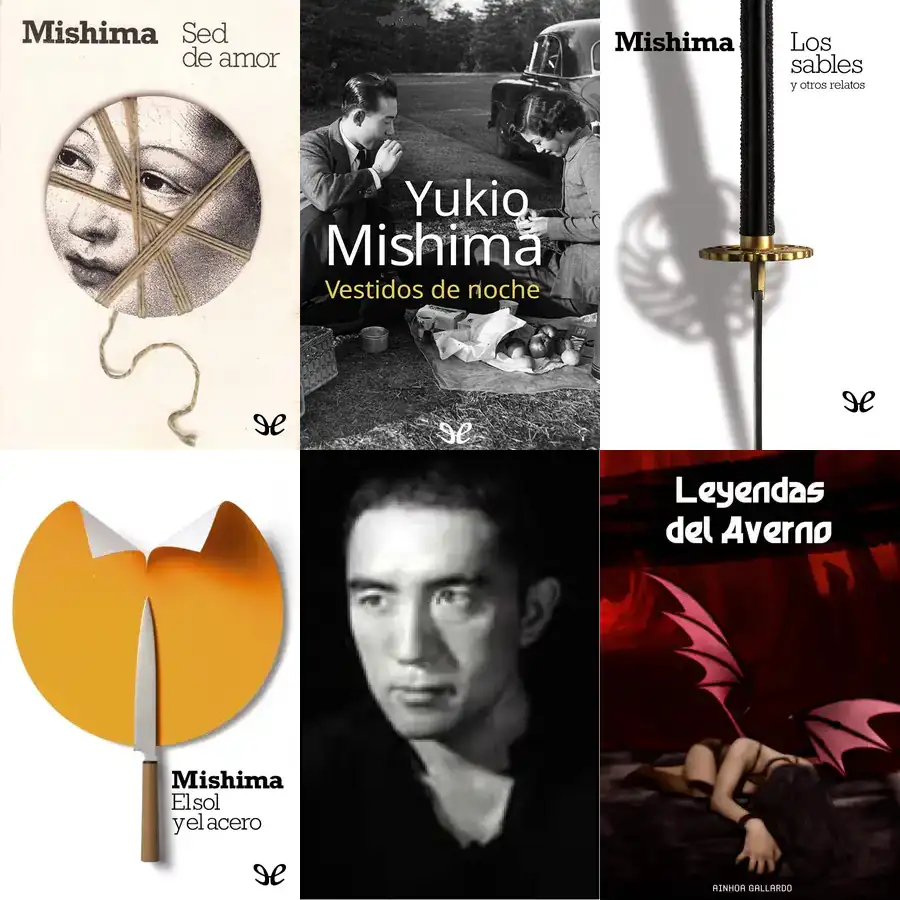 Mishima
Sed
de amor
Yukio
Mishima
Vestidos de noche
Mishima
Los
sables
y otros relatos
Mishima
El sol
y el acero
Leyendas
del Averno
AINHOA GALLARDO